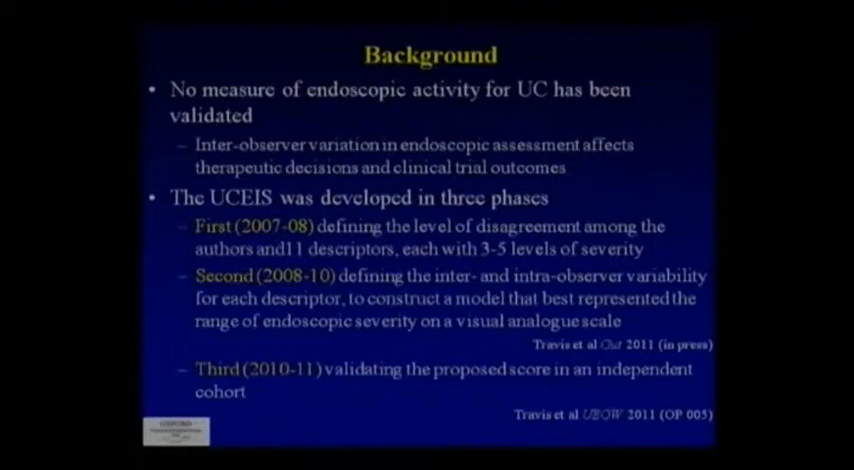 Background
• No measure of endoscopic activity for UC has been
validated
– Inter-observer variation in endoscopic assessment affects
therapeutic decisions and clinical trial outcomes
• The UCEIS was developed in three phases
– First (2007-08) defining the level of disagreement among the
authors and11 descriptors, each with 3-5 levels of severity
– Second (2008-10) defining the inter- and intra-observer variability
for each descriptor, to construct a model that best represented the
range of endoscopic severity on a visual analogue scale
Travis et al Gut 2011 (in press)
– Third (2010-11) validating the proposed score in an independent
cohort
Travis et al 2011 (OP 005)
OXFORD